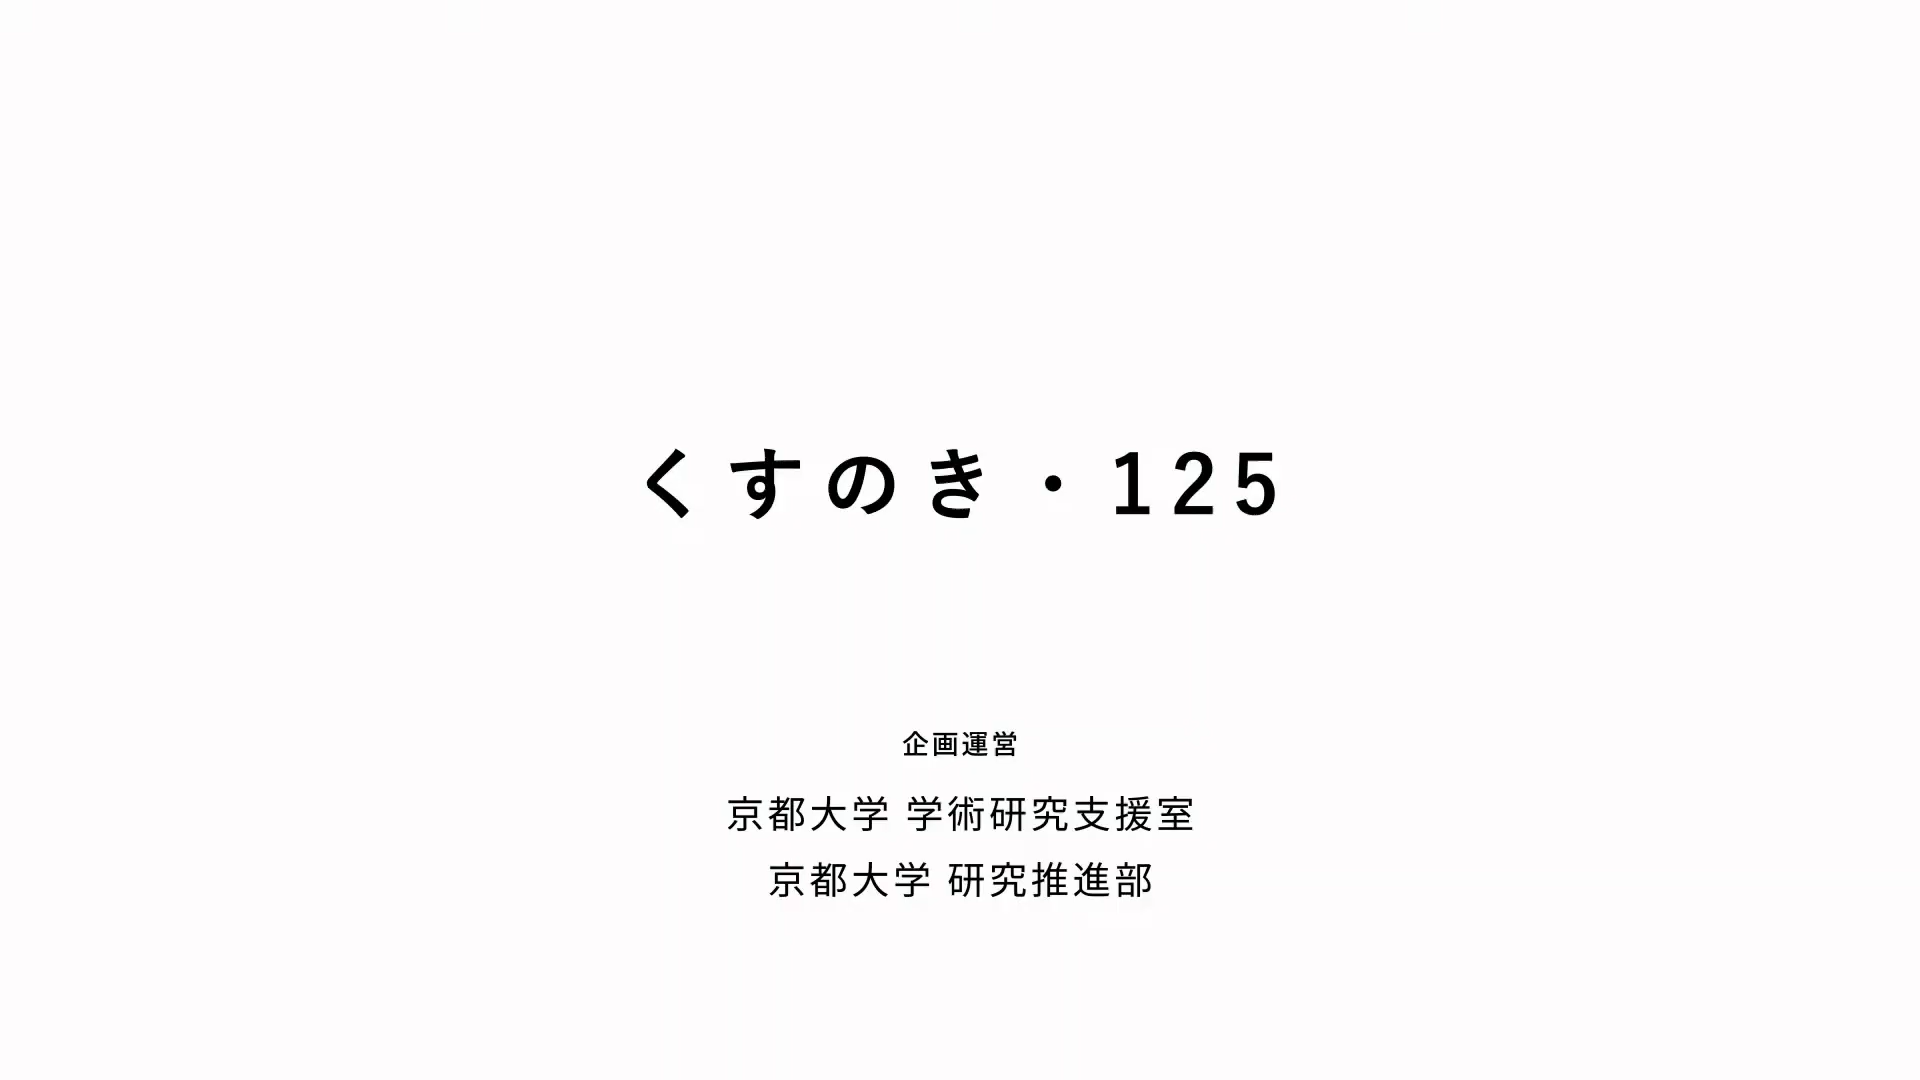 くすのき・125
企画運営
京都大学 学術研究支援室
京都大学 研究推進部